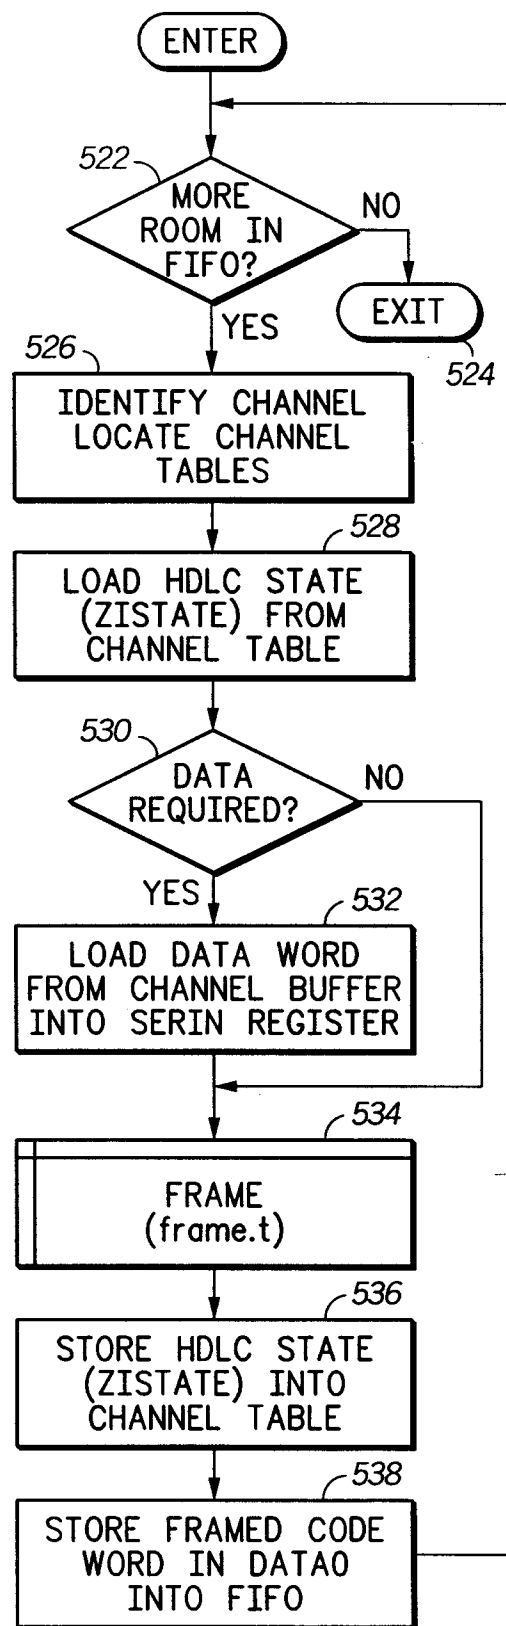 ENTER
522
MORE
ROOM IN
FIFO?
NO
EXIT
524
YES
526
IDENTIFY CHANNEL
LOCATE CHANNEL
TABLES
528
LOAD HDLC STATE
(ZISTATE) FROM
CHANNEL TABLE
530
DATA
REQUIRED?
NO
YES
532
LOAD DATA WORD
FROM CHANNEL BUFFER
INTO SERIN REGISTER
534
FRAME
(frame.t)
536
STORE HDLC STATE
(ZISTATE) INTO
CHANNEL TABLE
538
STORE FRAMED CODE
WORD IN DATAO
INTO FIFO